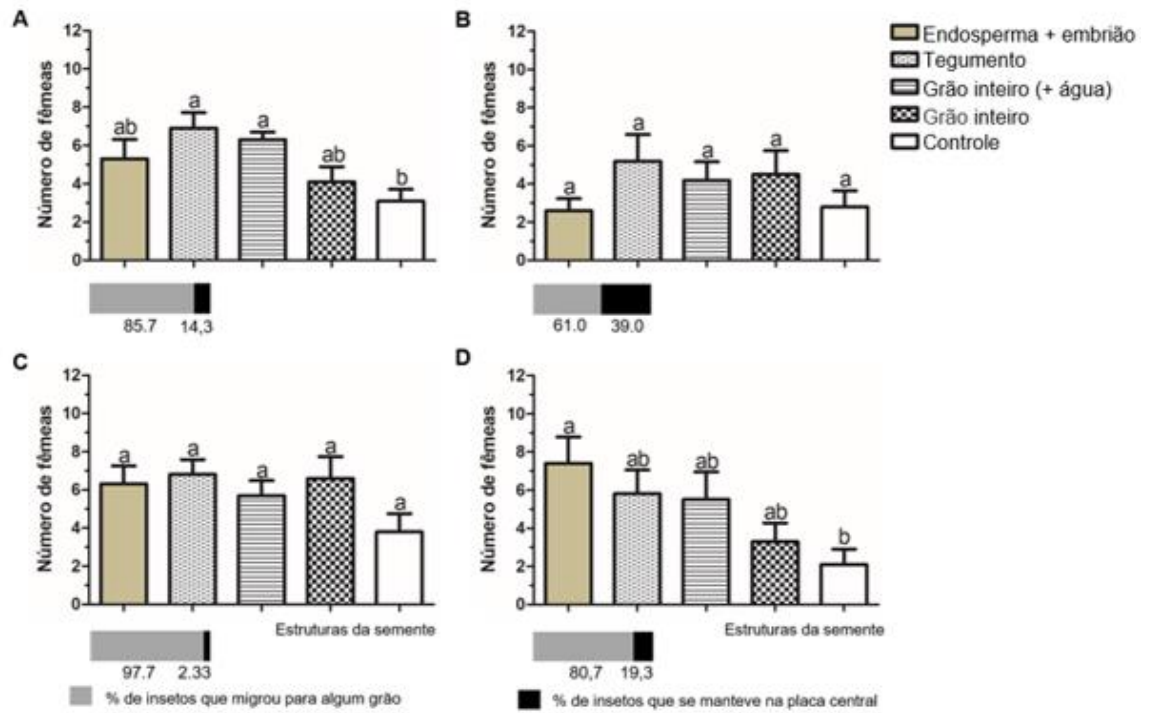 A
Número de fêmeas
12
10
8
6
4
2
0
ab
a
a
ab
b
85.7 14,3
B
Número de fêmeas
12
10
8
6
4
2
0
a
a
a
a
a
61.0 39.0
Endosperma + embrião
Tegumento
Grão inteiro (+ água)
Grão inteiro
Controle
C
Número de fêmeas
12
10
8
6
4
2
0
a
a
a
a
a
Estruturas da semente
97.7 2.33
D
Número de fêmeas
12
10
8
6
4
2
0
a
ab
ab
ab
b
Estruturas da semente
80,7 19,3
% de insetos que migrou para algum grão
% de insetos que se manteve na placa central